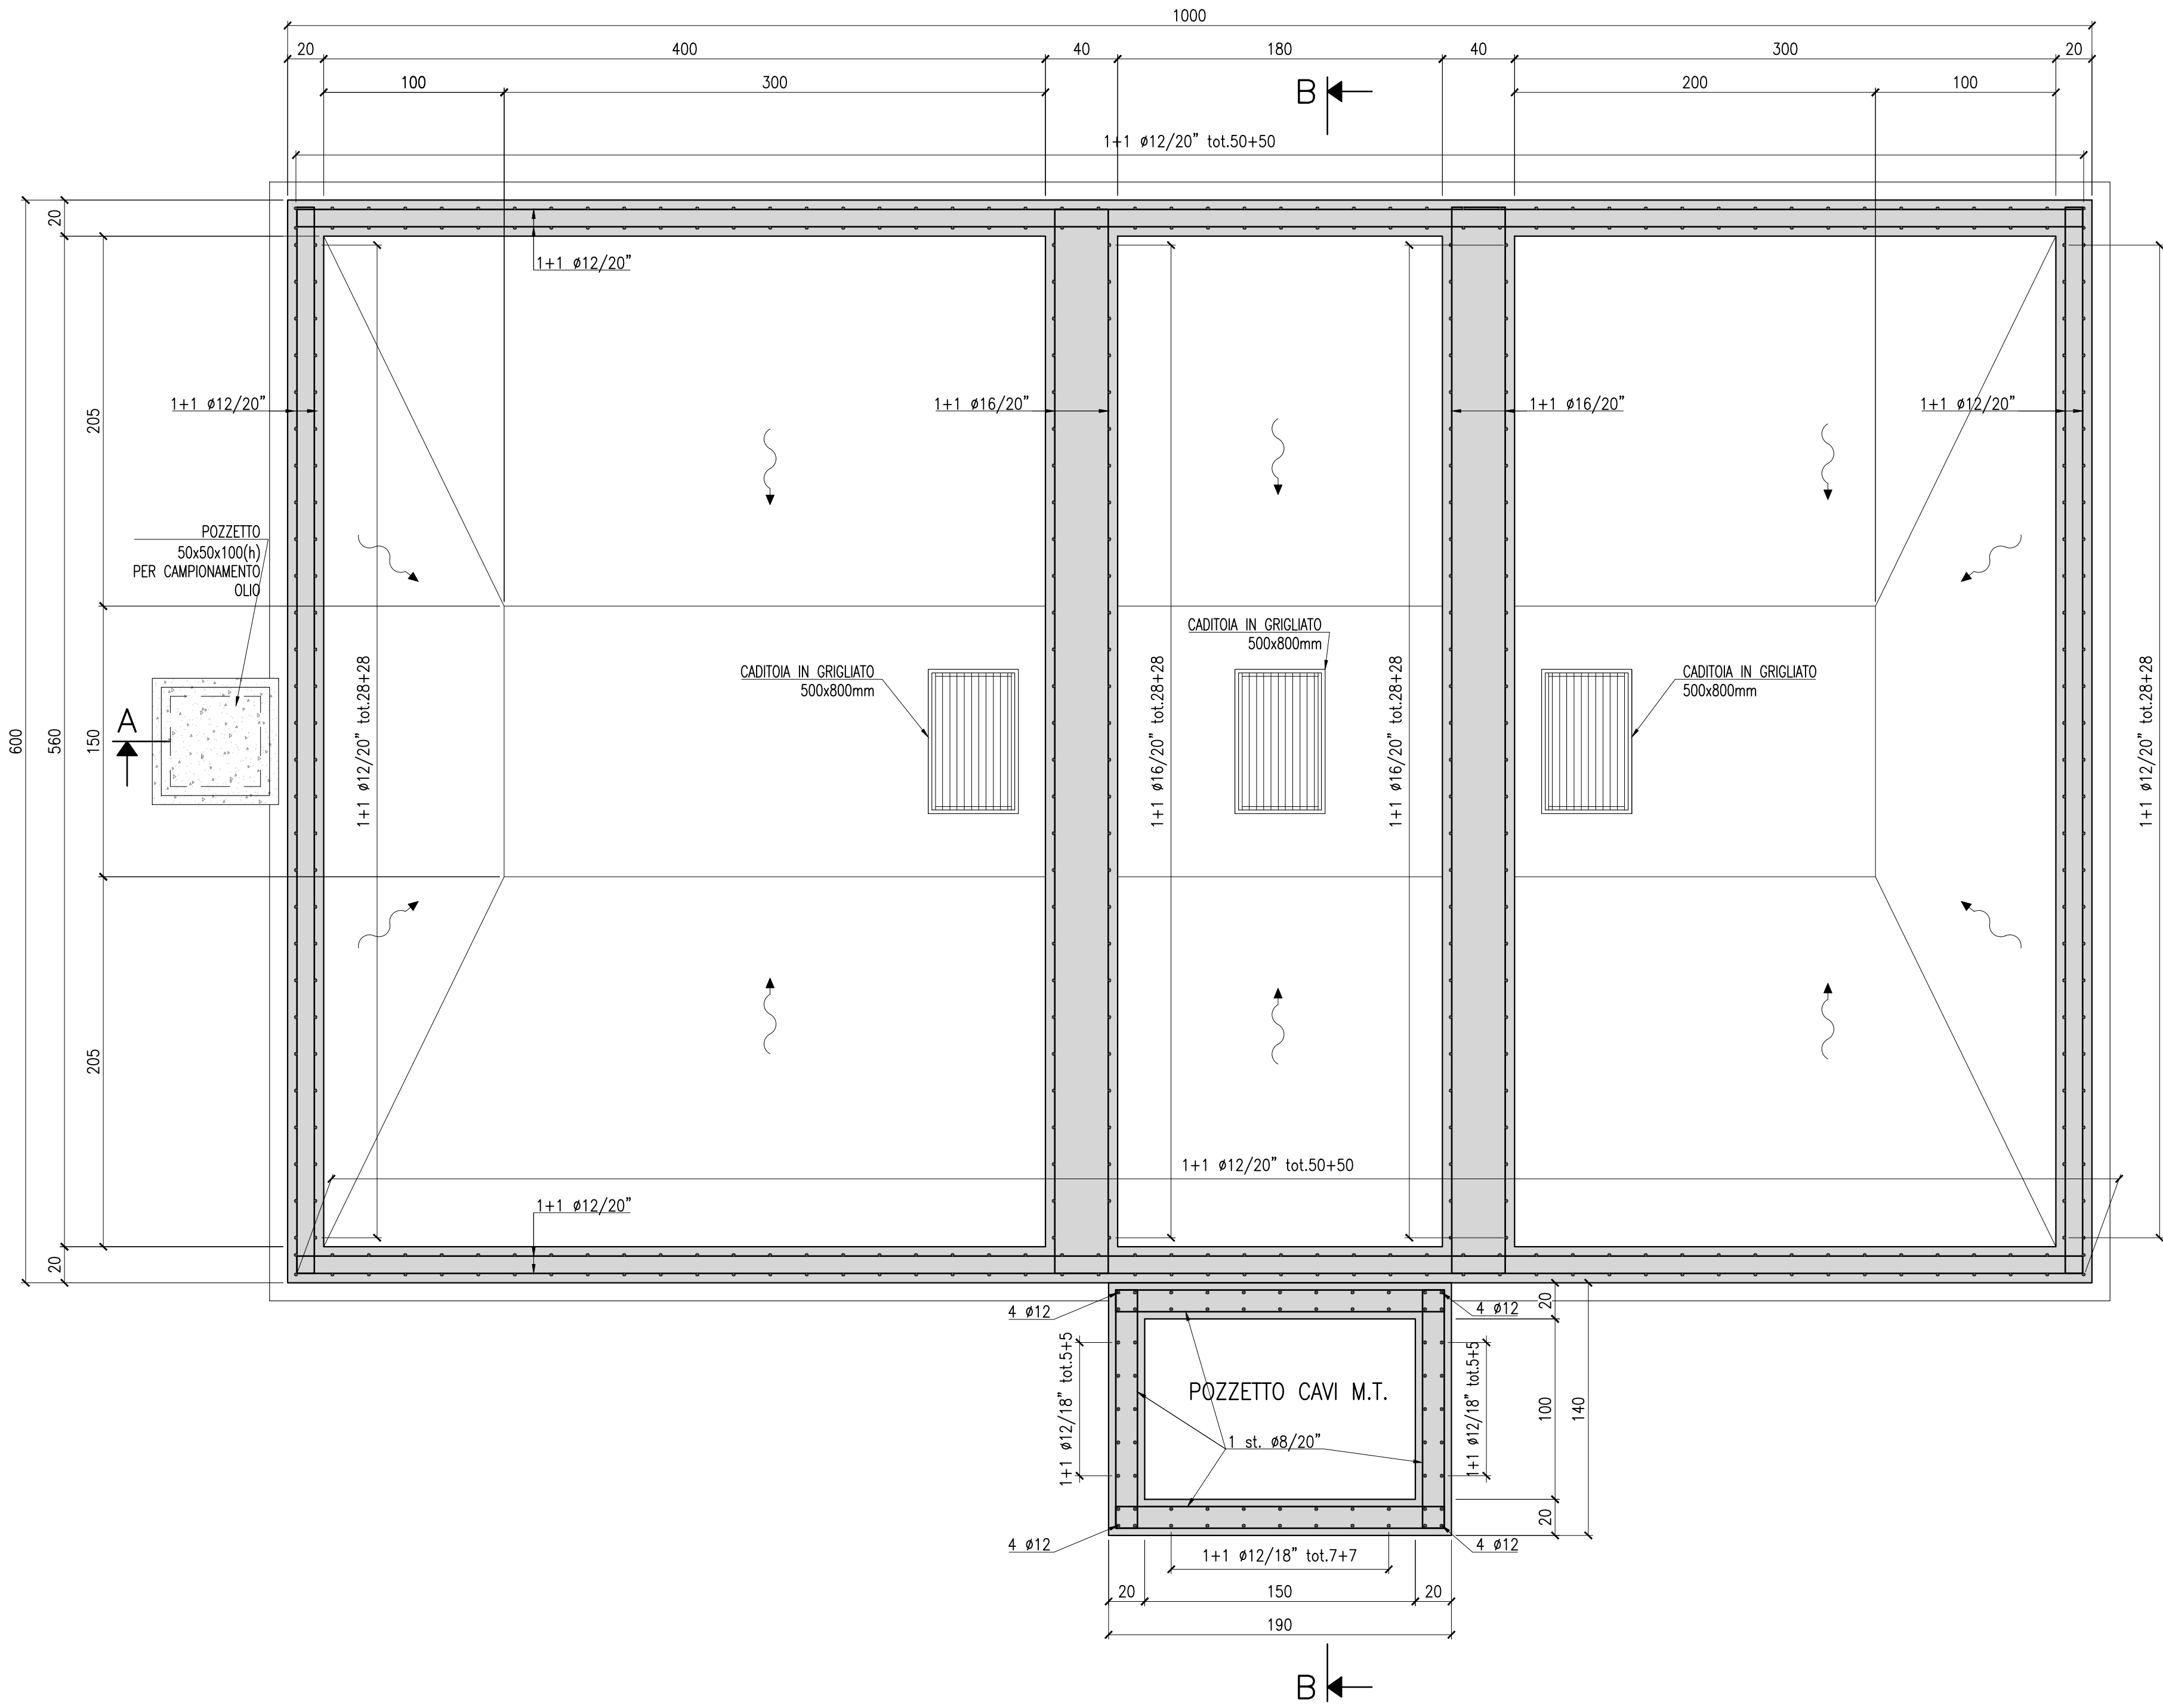 1000
20 400 40 180 40 300 20
100 300 200 100
B
1+1 ø12/20" tot.50+50
20
1+1 ø12/20"
1+1 ø12/20"
1+1 ø16/20"
1+1 ø16/20"
1+1 ø12/20"
205
POZZETTO
50x50x100(h)
PER CAMPIONAMENTO
OLIO
CADITOIA IN GRIGLIATO
500x800mm
CADITOIA IN GRIGLIATO
500x800mm
CADITOIA IN GRIGLIATO
500x800mm
A
600
560
150
1+1 ø12/20" tot.28+28
1+1 ø16/20" tot.28+28
1+1 ø16/20" tot.28+28
1+1 ø12/20" tot.28+28
205
1+1 ø12/20" tot.50+50
1+1 ø12/20"
20
4 ø12
4 ø12
20
1+1 ø12/18" tot.5+5
POZZETTO CAVI M.T.
1 st. ø8/20"
1+1 ø12/18" tot.5+5
100
140
20
4 ø12
4 ø12
1+1 ø12/18" tot.7+7
20 150 20
190
B